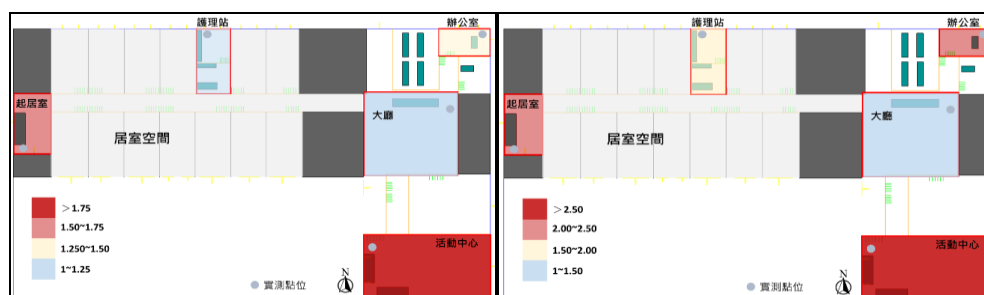 護理站
辦公室
起居室
大廳
居室空間
＞1.75
1.50~1.75
1.250~1.50
1~1.25
活動中心
N
實測點位
護理站
辦公室
起居室
大廳
居室空間
＞2.50
2.00~2.50
1.50~2.00
1~1.50
活動中心
N
實測點位